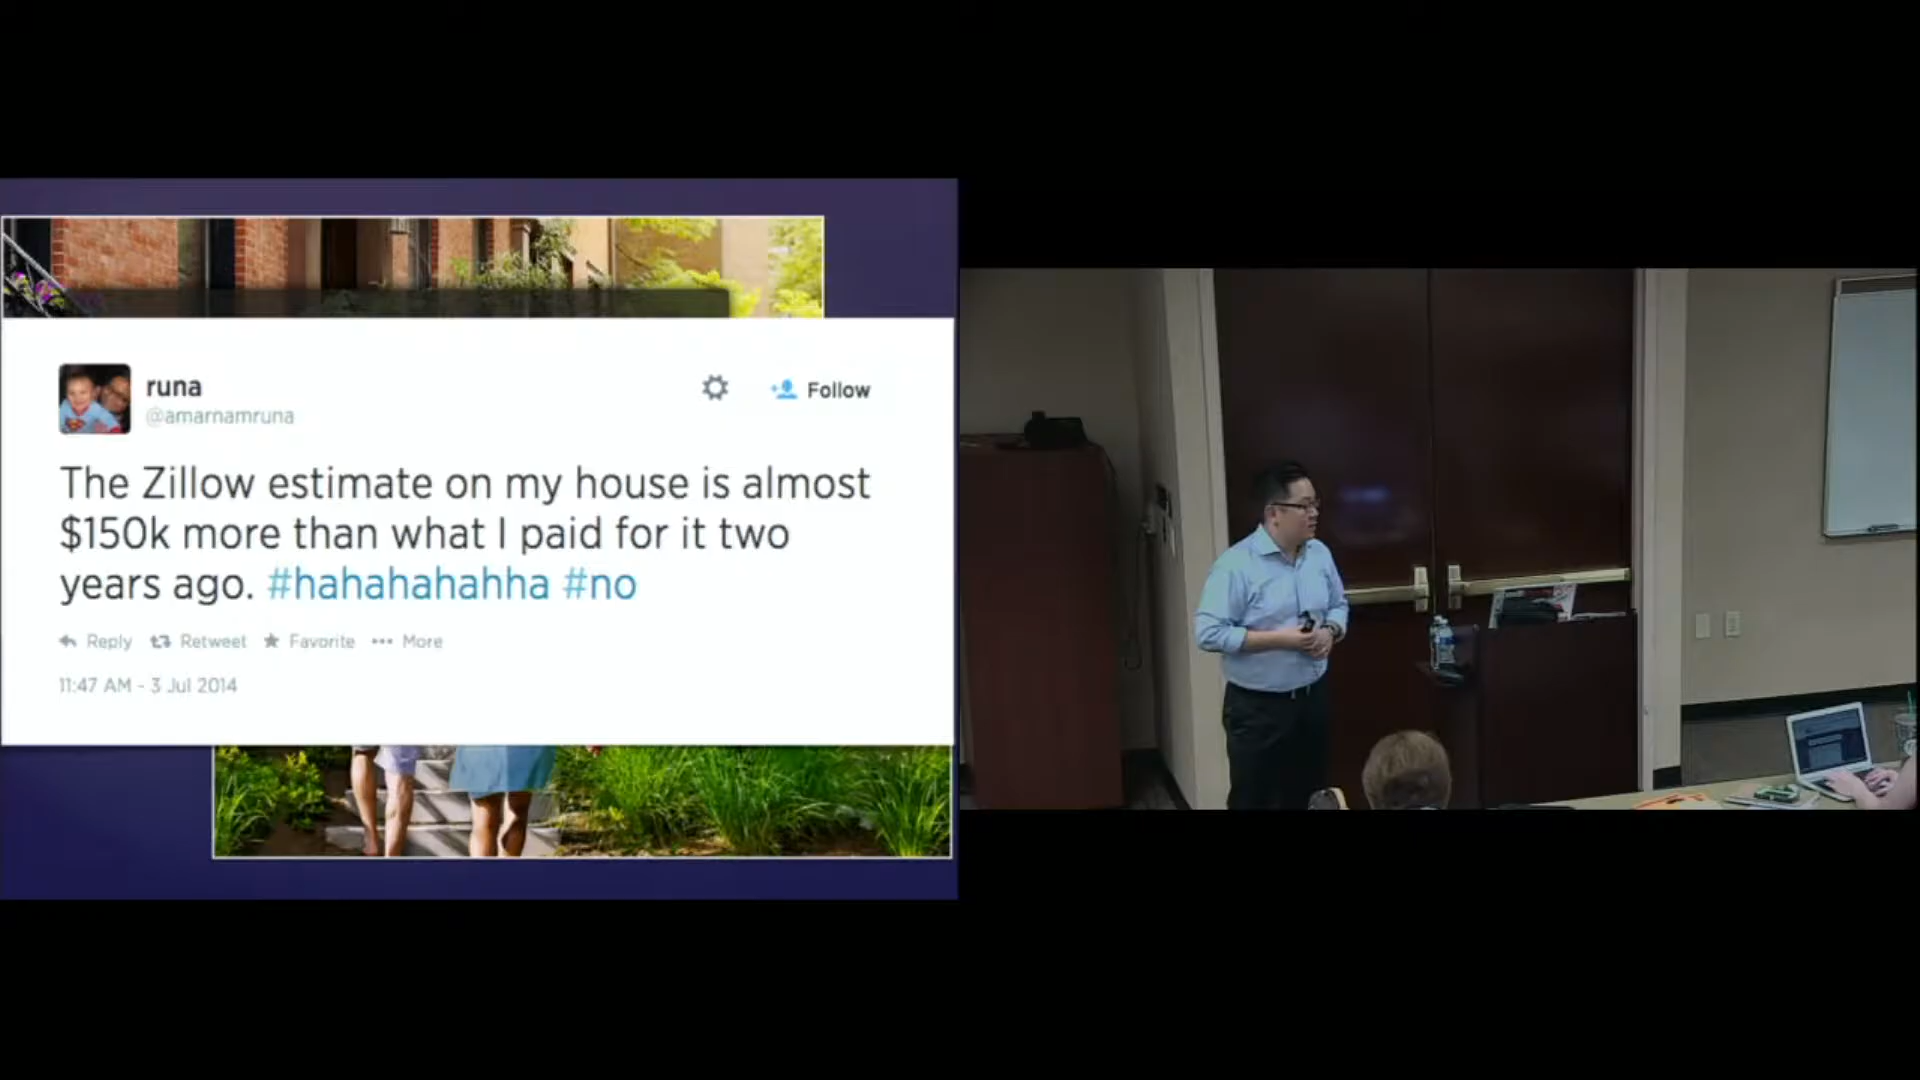 runa
@amarnamruna
Follow
The Zillow estimate on my house is almost
$150k more than what I paid for it two
years ago. #hahahahahha #no
Reply Retweet Favorite More
11:47 AM - 3 Jul 2014